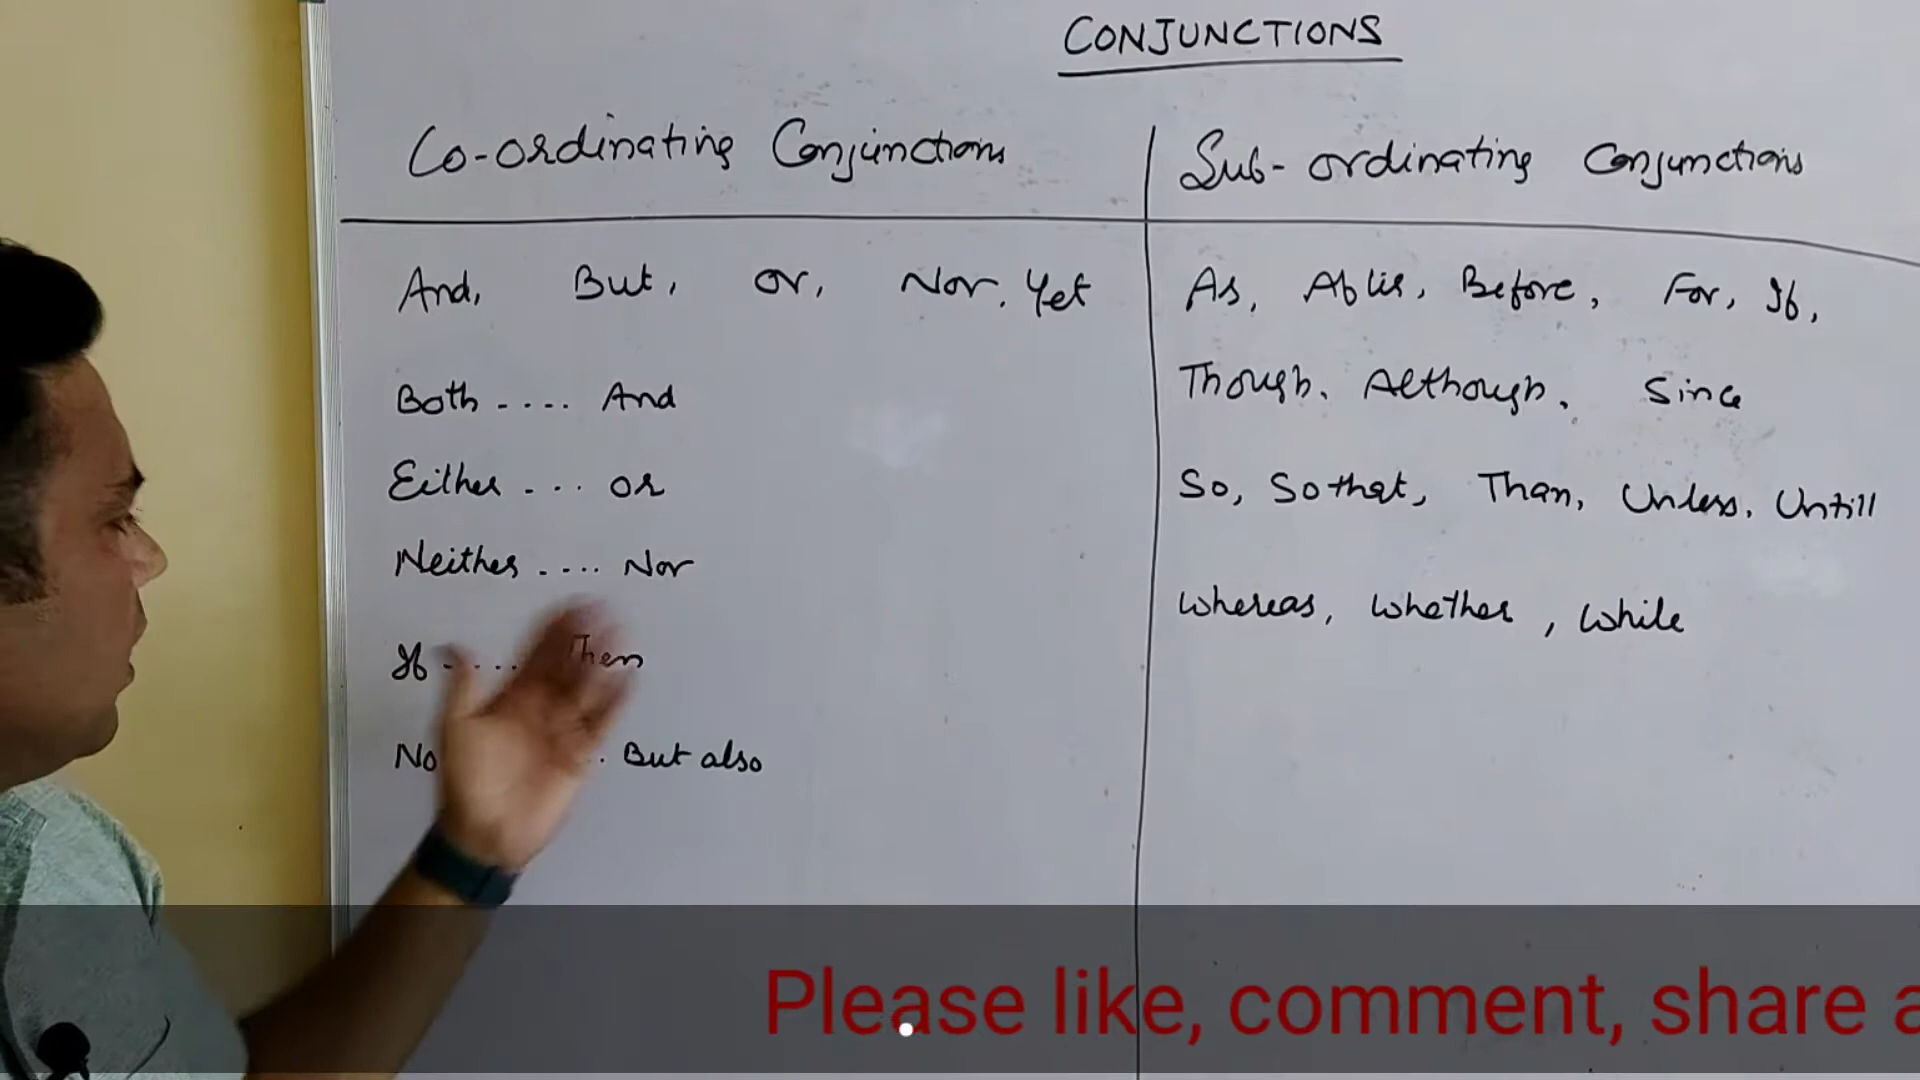 CONJUNCTIONS
Co-ordinating Conjunctions
And, But, or, Nor, Yet
Both .... And
Either ... or
Neither .... Nor
If ..... Then
But also
Sub-ordinating Conjunctions
As, After, Before, For, If,
Though, Although, Since
So, So that, Than, Unless, Untill
Whereas, Whether, While
Please like, comment, share